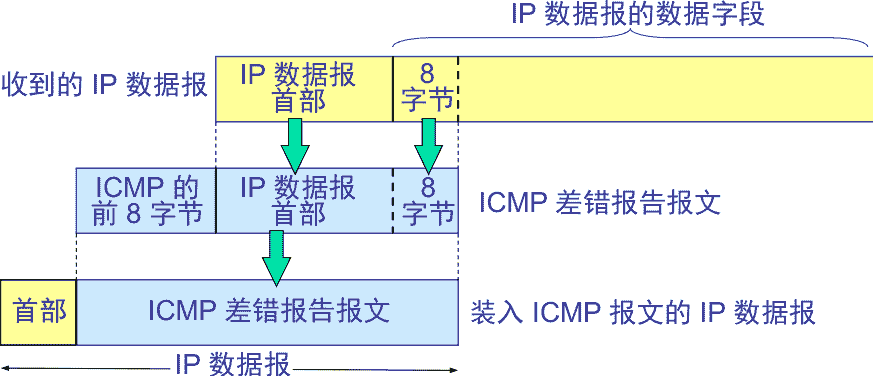 IP 数据报的数据字段
收到的 IP 数据报
IP 数据报
首部
8
字节
ICMP 的
前 8 字节
IP 数据报
首部
8
字节
ICMP 差错报告报文
首部
ICMP 差错报告报文
装入 ICMP 报文的 IP 数据报
IP 数据报